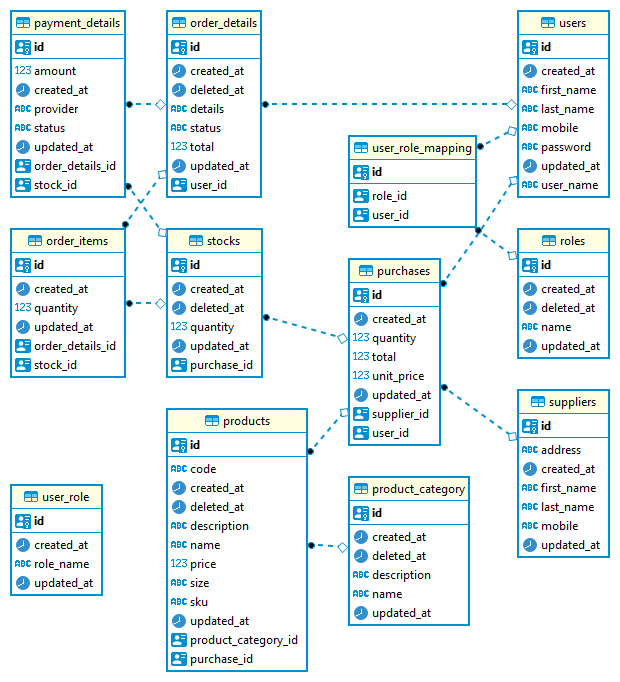 payment_details
id
123 amount
created_at
ABC provider
ABC status
updated_at
order_details_id
stock_id
order_details
id
created_at
deleted_at
ABC details
ABC status
123 total
updated_at
user_id
users
id
created_at
ABC first_name
ABC last_name
ABC mobile
ABC password
updated_at
ABC user_name
user_role_mapping
id
role_id
user_id
order_items
id
created_at
123 quantity
updated_at
order_details_id
stock_id
stocks
id
created_at
deleted_at
123 quantity
updated_at
purchase_id
purchases
id
created_at
123 quantity
123 total
123 unit_price
updated_at
supplier_id
user_id
roles
id
created_at
deleted_at
ABC name
updated_at
suppliers
id
ABC address
created_at
ABC first_name
ABC last_name
ABC mobile
updated_at
products
id
ABC code
created_at
deleted_at
ABC description
ABC name
123 price
ABC size
ABC sku
updated_at
product_category_id
purchase_id
product_category
id
created_at
deleted_at
ABC description
ABC name
updated_at
user_role
id
created_at
ABC role_name
updated_at